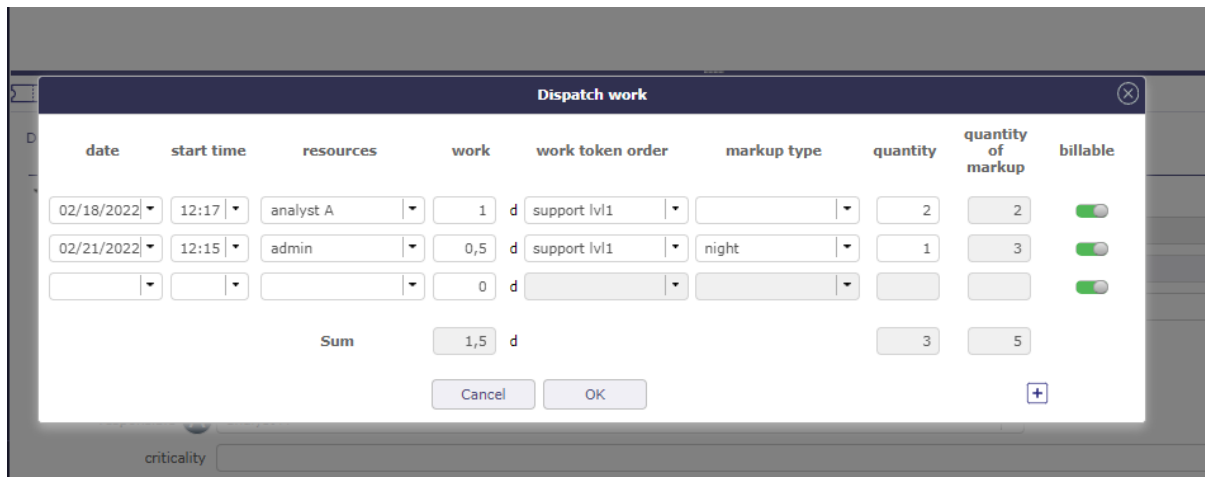 Dispatch work
date start time resources work work token order markup type quantity quantity of markup billable
02/18/2022 12:17 analyst A 1 d support lvl1 2 2
02/21/2022 12:15 admin 0,5 d support lvl1 night 1 3
0 d
Sum 1,5 d 3 5
Cancel OK +
criticality